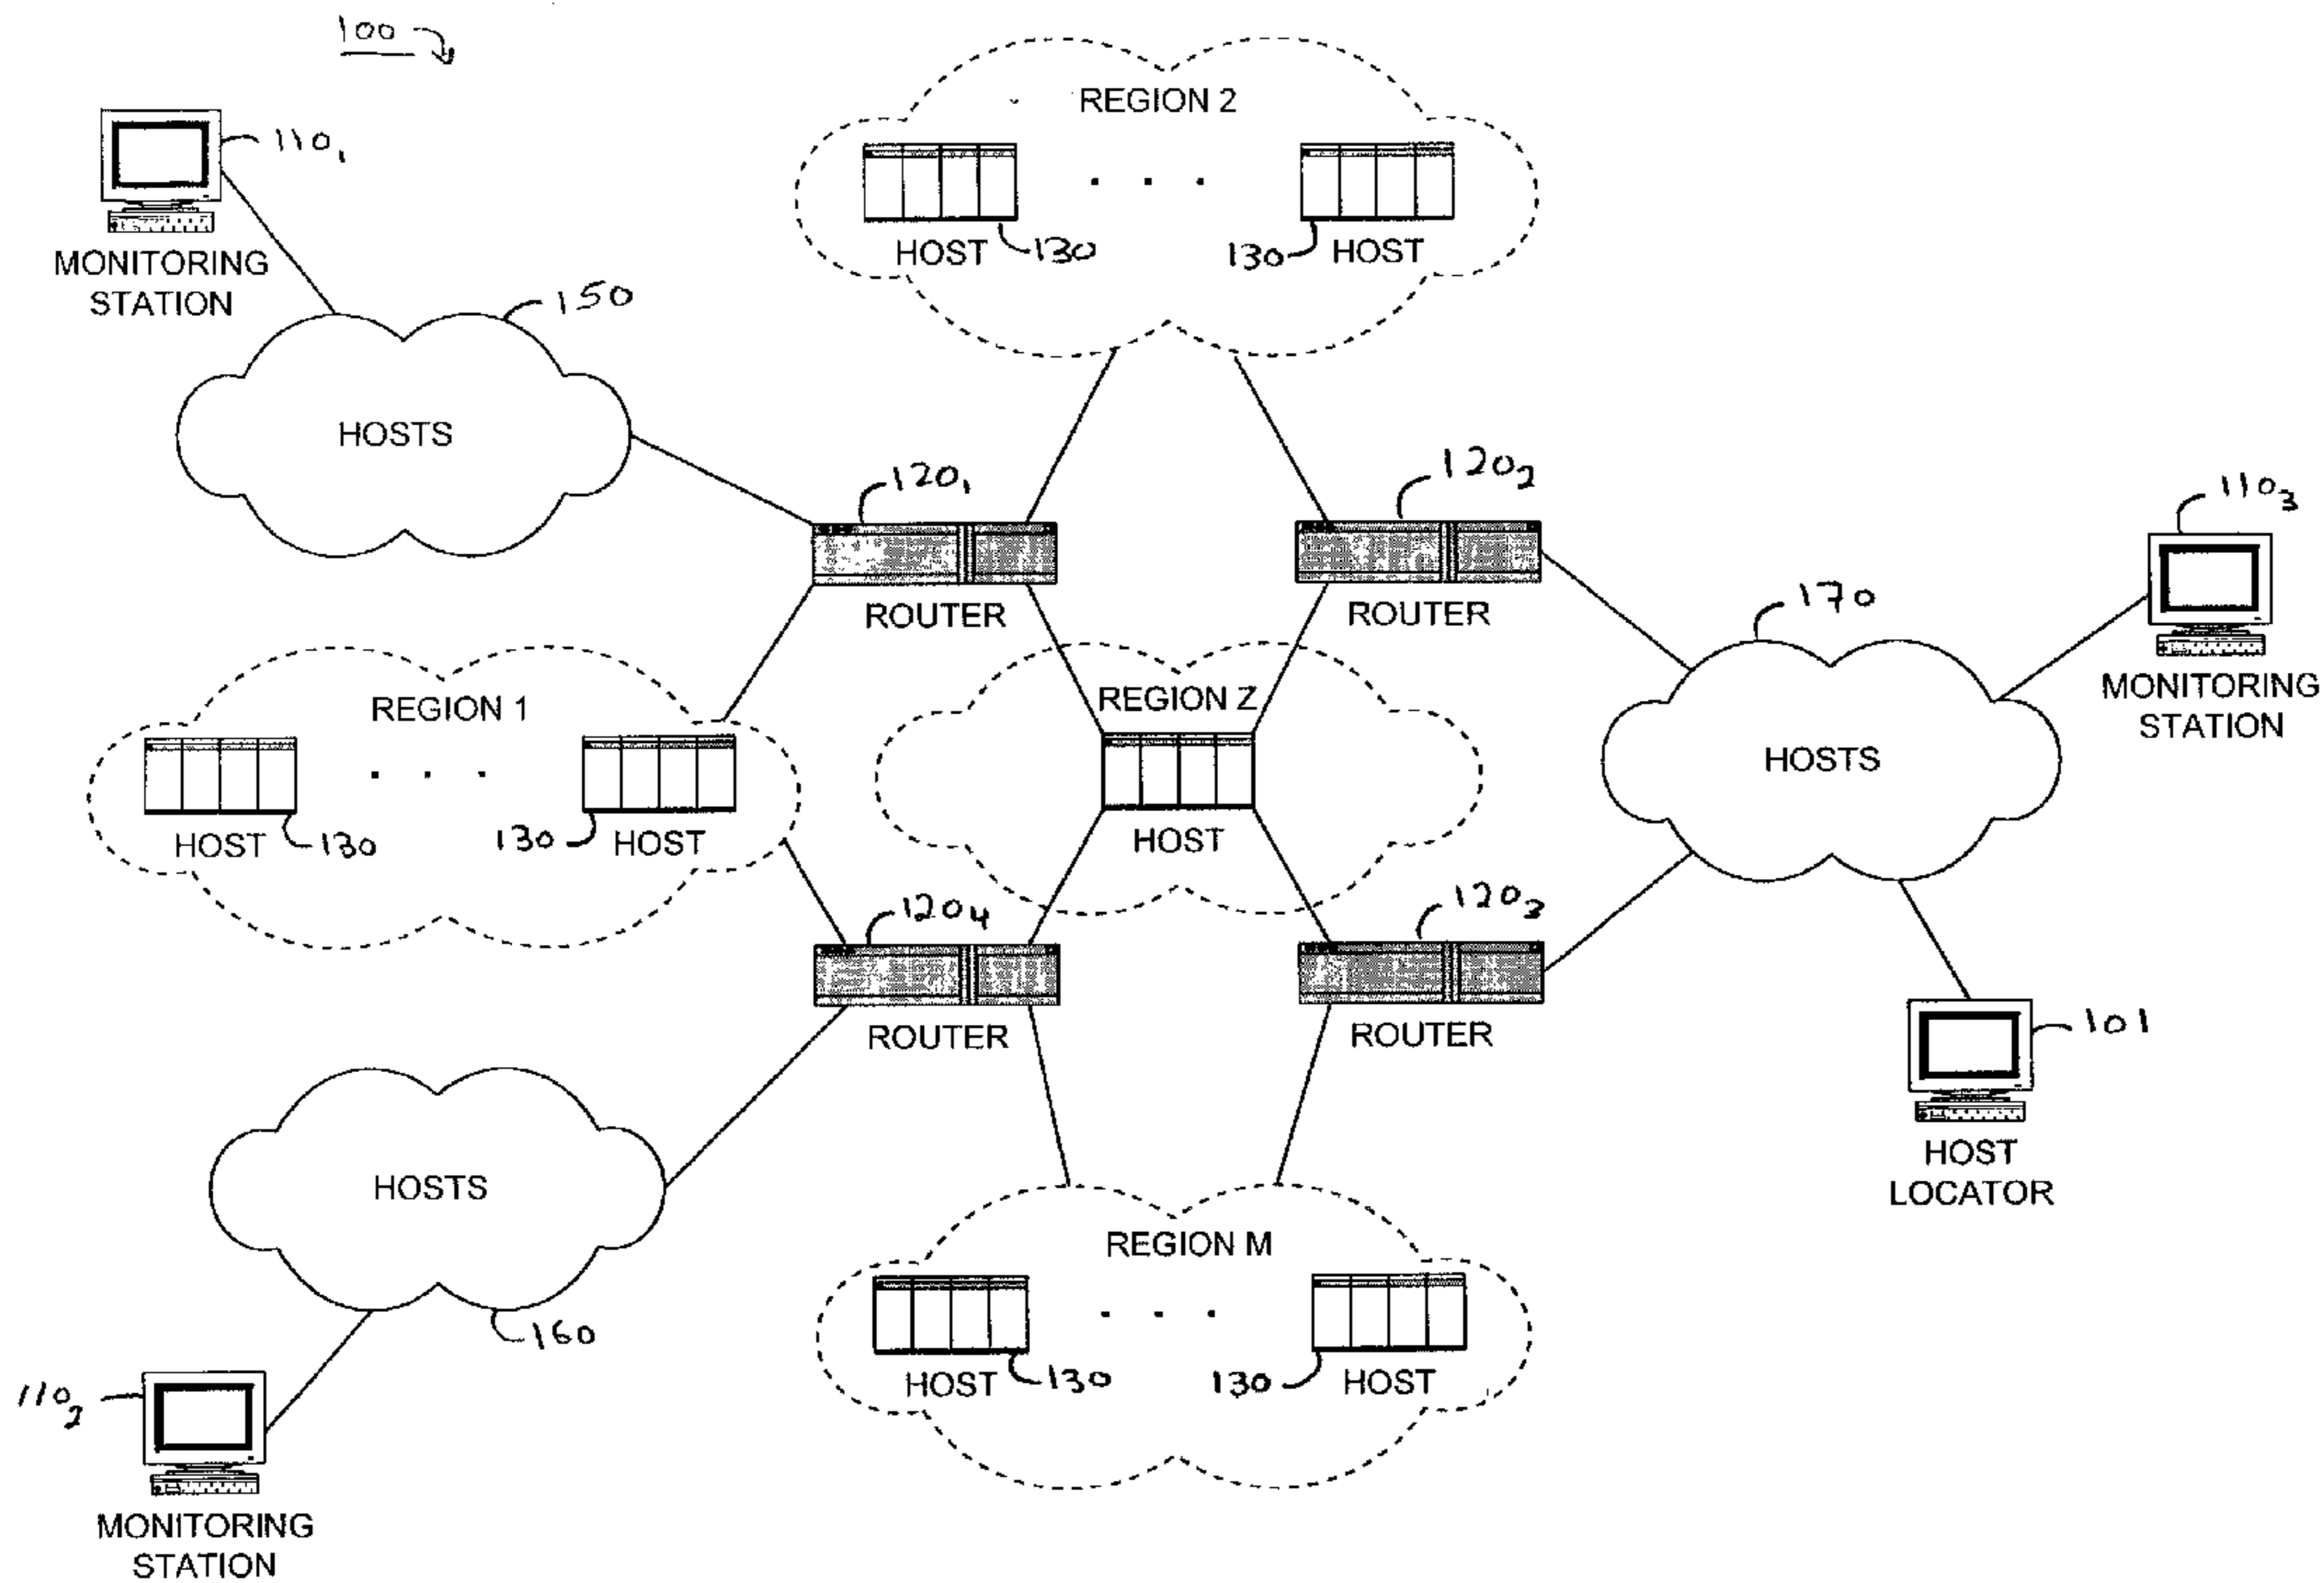 100
REGION 2
110₁
MONITORING
STATION
HOST
130
130
HOST
150
HOSTS
120₁
120₂
110₃
ROUTER
ROUTER
170
MONITORING
STATION
REGION 1
REGION Z
HOSTS
HOST
130
130
HOST
HOST
120₄
120₃
ROUTER
ROUTER
101
HOST
LOCATOR
HOSTS
REGION M
160
HOST
130
130
HOST
110₂
MONITORING
STATION